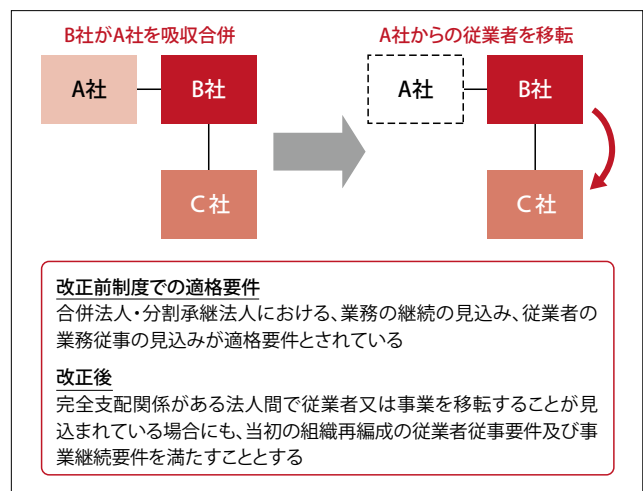 B社がA社を吸収合併
A社からの従業者を移転
A社
B社
C社
A社
B社
C社
改正前制度での適格要件
合併法人・分割承継法人における、業務の継続の見込み、従業者の
業務従事の見込みが適格要件とされている
改正後
完全支配関係がある法人間で従業者又は事業を移転することが見
込まれている場合にも、当初の組織再編成の従業者従事要件及び事
業継続要件を満たすこととする